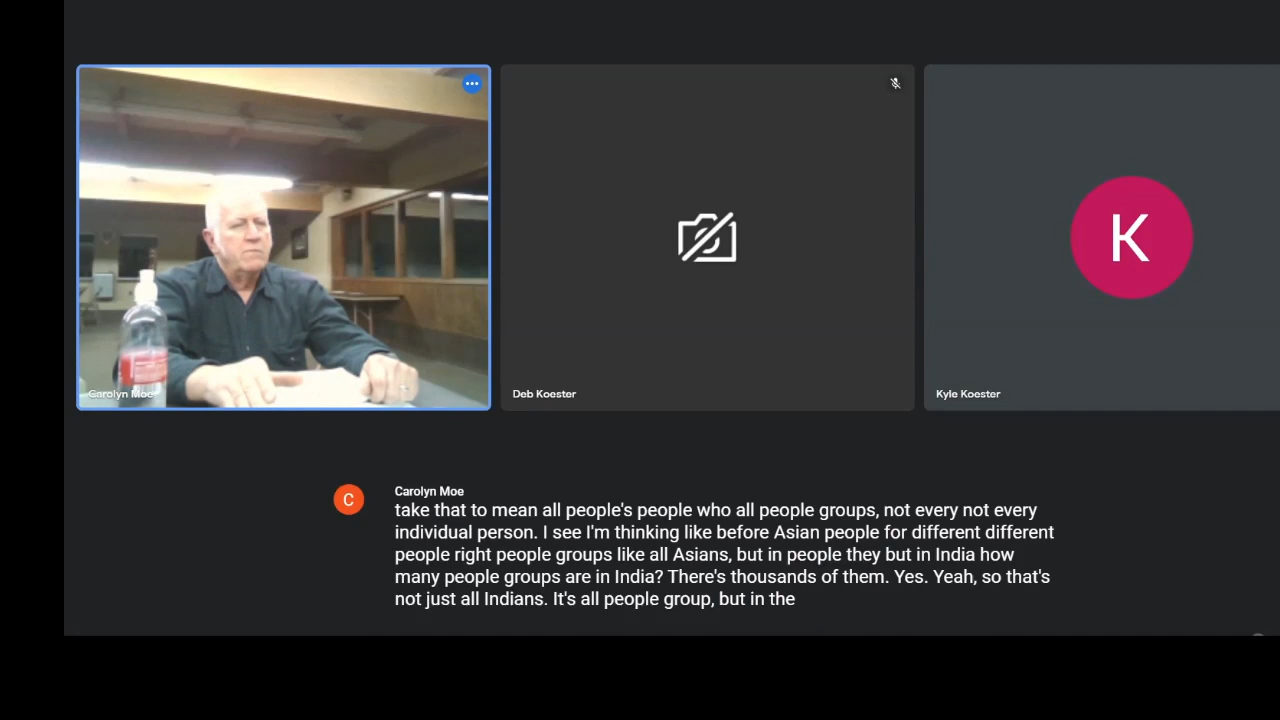 Carolyn Moe
Deb Koester
K
Kyle Koester
C
Carolyn Moe
take that to mean all people's people who all people groups, not every not every
individual person. I see I'm thinking like before Asian people for different different
people right people groups like all Asians, but in people they but in India how
many people groups are in India? There's thousands of them. Yes. Yeah, so that's
not just all Indians. It's all people group, but in the